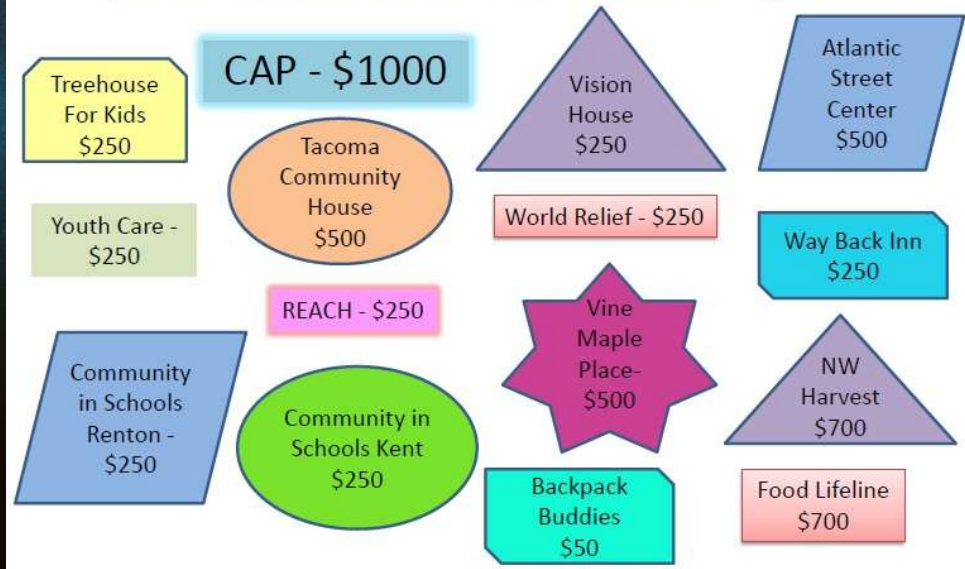 Treehouse
For Kids
$250
CAP - $1000
Vision
House
$250
Atlantic
Street
Center
$500
Tacoma
Community
House
$500
Youth Care -
$250
World Relief - $250
Way Back Inn
$250
REACH - $250
Vine
Maple
Place-
$500
Community
in Schools
Renton -
$250
Community in
Schools Kent
$250
NW
Harvest
$700
Backpack
Buddies
$50
Food Lifeline
$700